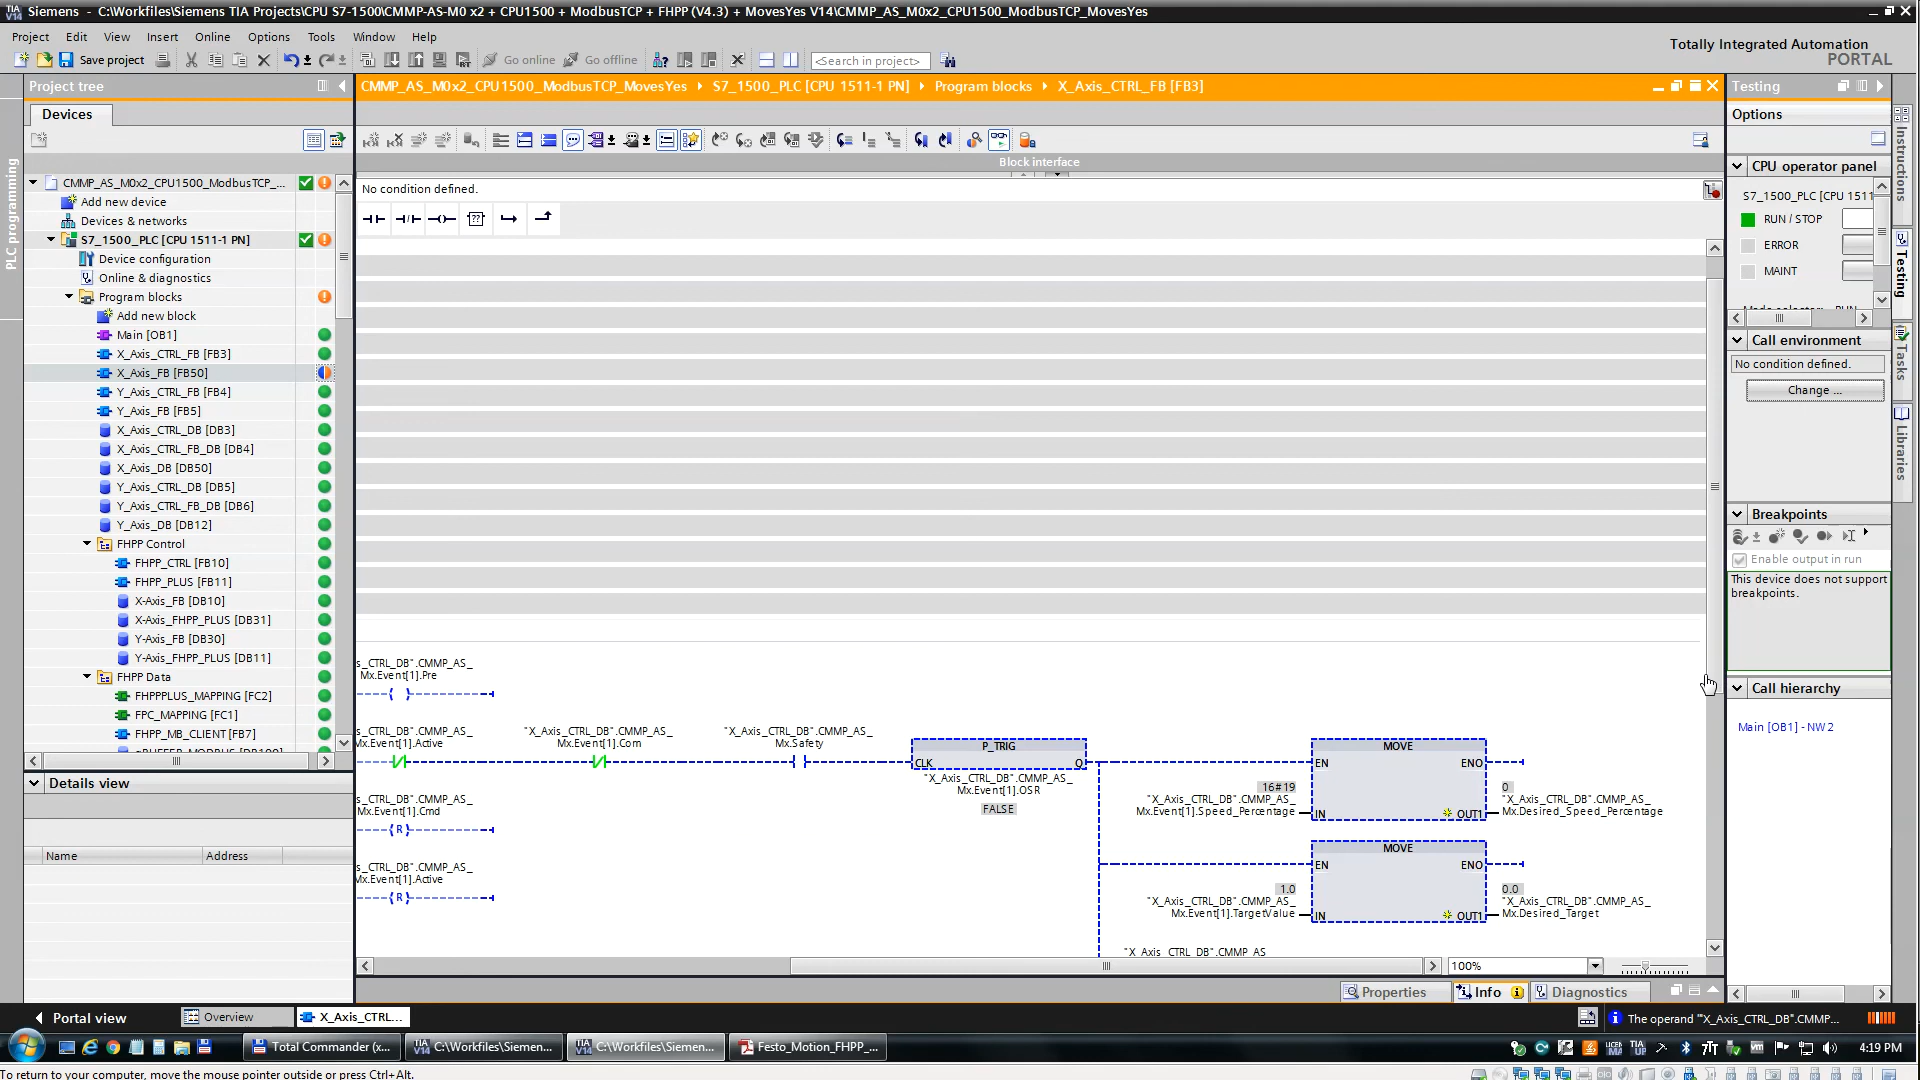 Siemens  -  C:\Workfiles\Siemens TIA Projects\CPU S7-1500\CMMP-AS-M0 x2 + CPU1500 + ModbusTCP + FHPP (V4.3) + MovesYes V14\CMMP_AS_M0x2_CPU1500_ModbusTCP_MovesYes
Project Edit View Insert Online Options Tools Window Help
Totally Integrated Automation
PORTAL
Save project
Go online
Go offline
<Search in project>
Project tree
CMMP_AS_M0x2_CPU1500_ModbusTCP_MovesYes
S7_1500_PLC [CPU 1511-1 PN]
Program blocks
X_Axis_CTRL_FB [FB3]
Testing
Devices
Options
Block interface
No condition defined.
PLC programming
CMMP_AS_M0x2_CPU1500_ModbusTCP_...
Add new device
Devices & networks
S7_1500_PLC [CPU 1511-1 PN]
Device configuration
Online & diagnostics
Program blocks
Add new block
Main [OB1]
X_Axis_CTRL_FB [FB3]
X_Axis_FB [FB50]
Y_Axis_CTRL_FB [FB4]
Y_Axis_FB [FB5]
X_Axis_CTRL_DB [DB3]
X_Axis_CTRL_FB_DB [DB4]
X_Axis_DB [DB50]
Y_Axis_CTRL_DB [DB5]
Y_Axis_CTRL_FB_DB [DB6]
Y_Axis_DB [DB12]
FHPP Control
FHPP_CTRL [FB10]
FHPP_PLUS [FB11]
X-Axis_FB [DB10]
X-Axis_FHPP_PLUS [DB31]
Y-Axis_FB [DB30]
Y-Axis_FHPP_PLUS [DB11]
FHPP Data
FHPPPLUS_MAPPING [FC2]
FPC_MAPPING [FC1]
FHPP_MB_CLIENT [FB7]
Details view
Name
Address
s_CTRL_DB".CMMP_AS_
Mx.Event[1].Pre
s_CTRL_DB".CMMP_AS_
Mx.Event[1].Active
"X_Axis_CTRL_DB".CMMP_AS_
Mx.Event[1].Com
"X_Axis_CTRL_DB".CMMP_AS_
Mx.Safety
P_TRIG
CLK
Q
"X_Axis_CTRL_DB".CMMP_AS_
Mx.Event[1].OSR
FALSE
MOVE
EN
ENO
16#19
"X_Axis_CTRL_DB".CMMP_AS_
Mx.Event[1].Speed_Percentage
IN
OUT1
0
"X_Axis_CTRL_DB".CMMP_AS_
Mx.Desired_Speed_Percentage
s_CTRL_DB".CMMP_AS_
Mx.Event[1].Cmd
R
MOVE
EN
ENO
s_CTRL_DB".CMMP_AS_
Mx.Event[1].Active
R
1.0
"X_Axis_CTRL_DB".CMMP_AS_
Mx.Event[1].TargetValue
IN
OUT1
0.0
"X_Axis_CTRL_DB".CMMP_AS_
Mx.Desired_Target
"X_Axis_CTRL_DB".CMMP_AS
100%
CPU operator panel
S7_1500_PLC [CPU 1511
RUN / STOP
ERROR
MAINT
Call environment
No condition defined.
Change ...
Breakpoints
Enable output in run
This device does not support
breakpoints.
Call hierarchy
Main [OB1] - NW 2
Instructions
Testing
Tasks
Libraries
Properties
Info
Diagnostics
Portal view
Overview
X_Axis_CTRL...
The operand '"X_Axis_CTRL_DB".CMMP...
Total Commander (x...
C:\Workfiles\Siemen...
C:\Workfiles\Siemen...
Festo_Motion_FHPP_...
4:19 PM
To return to your computer, move the mouse pointer outside or press Ctrl+Alt.